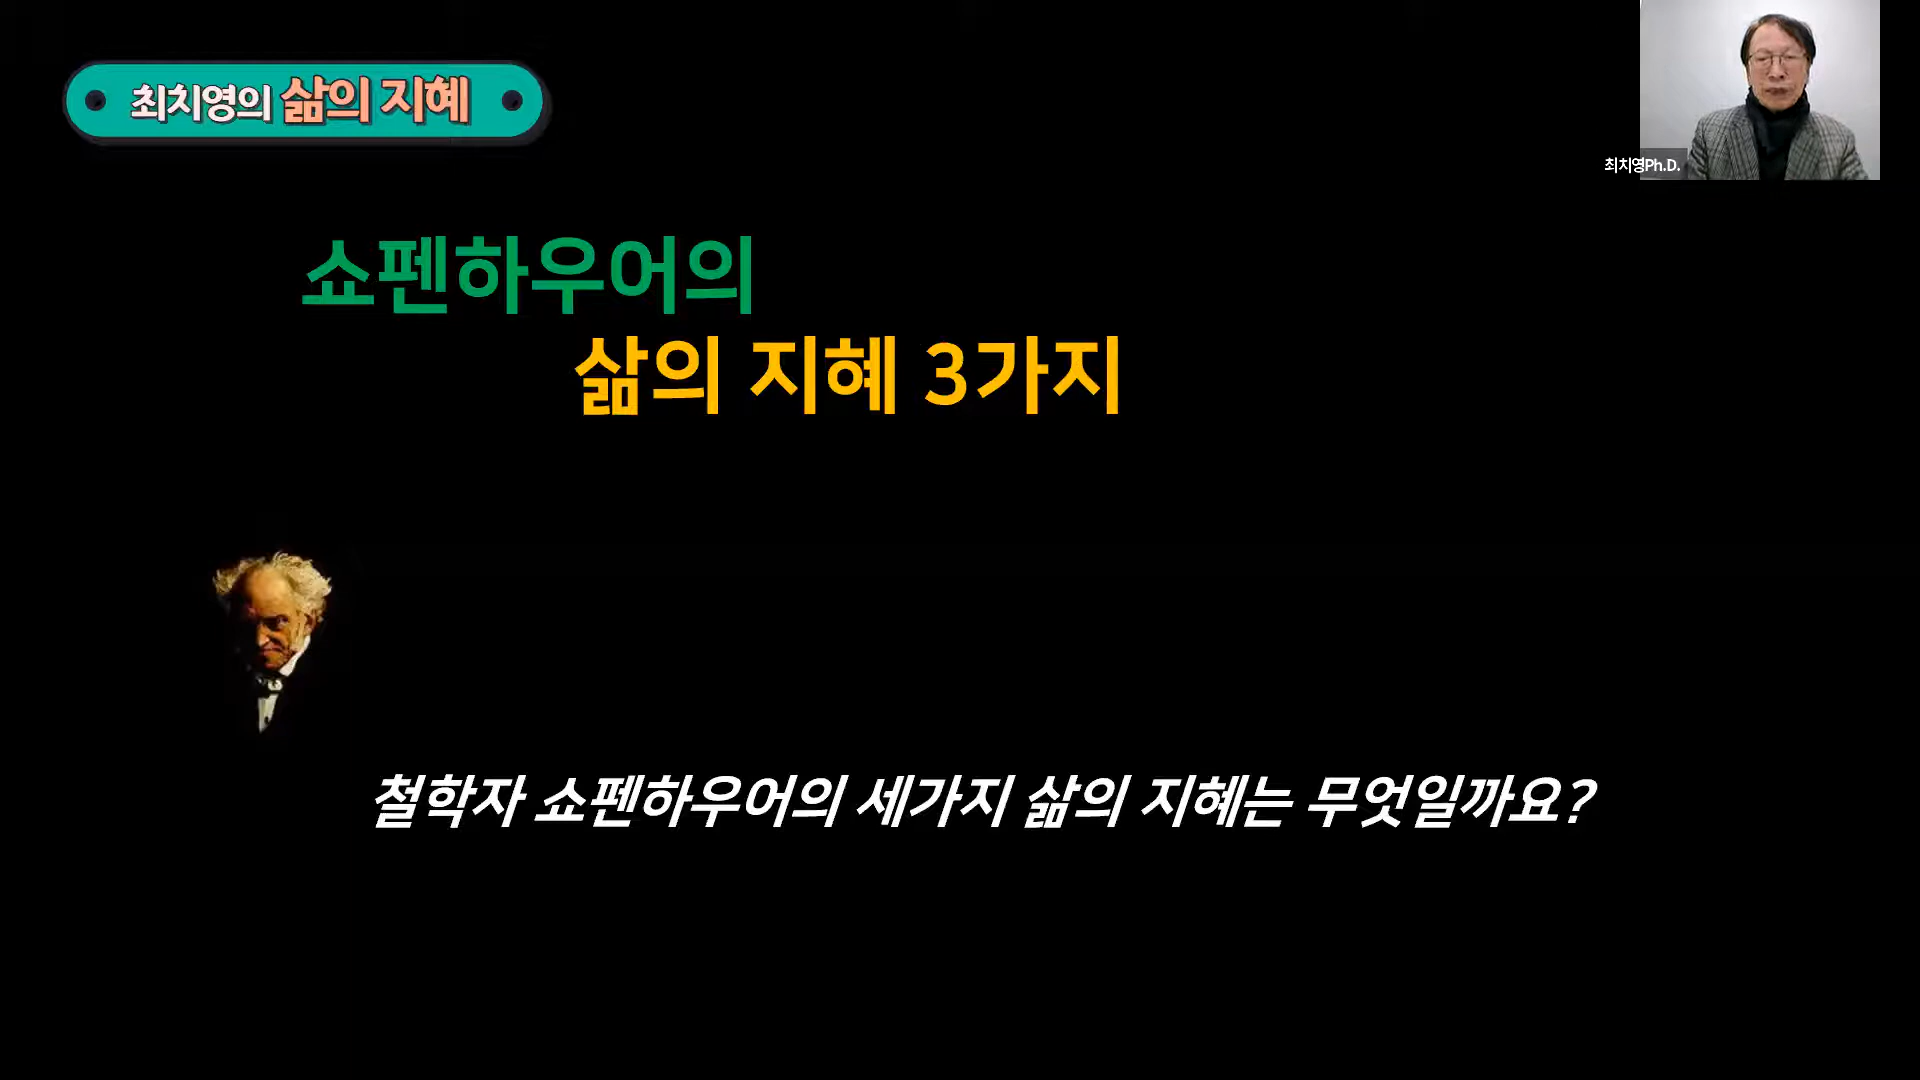 최치영의 삶의 지혜
최치영Ph.D.
쇼펜하우어의
삶의 지혜 3가지
철학자 쇼펜하우어의 세가지 삶의 지혜는 무엇일까요?